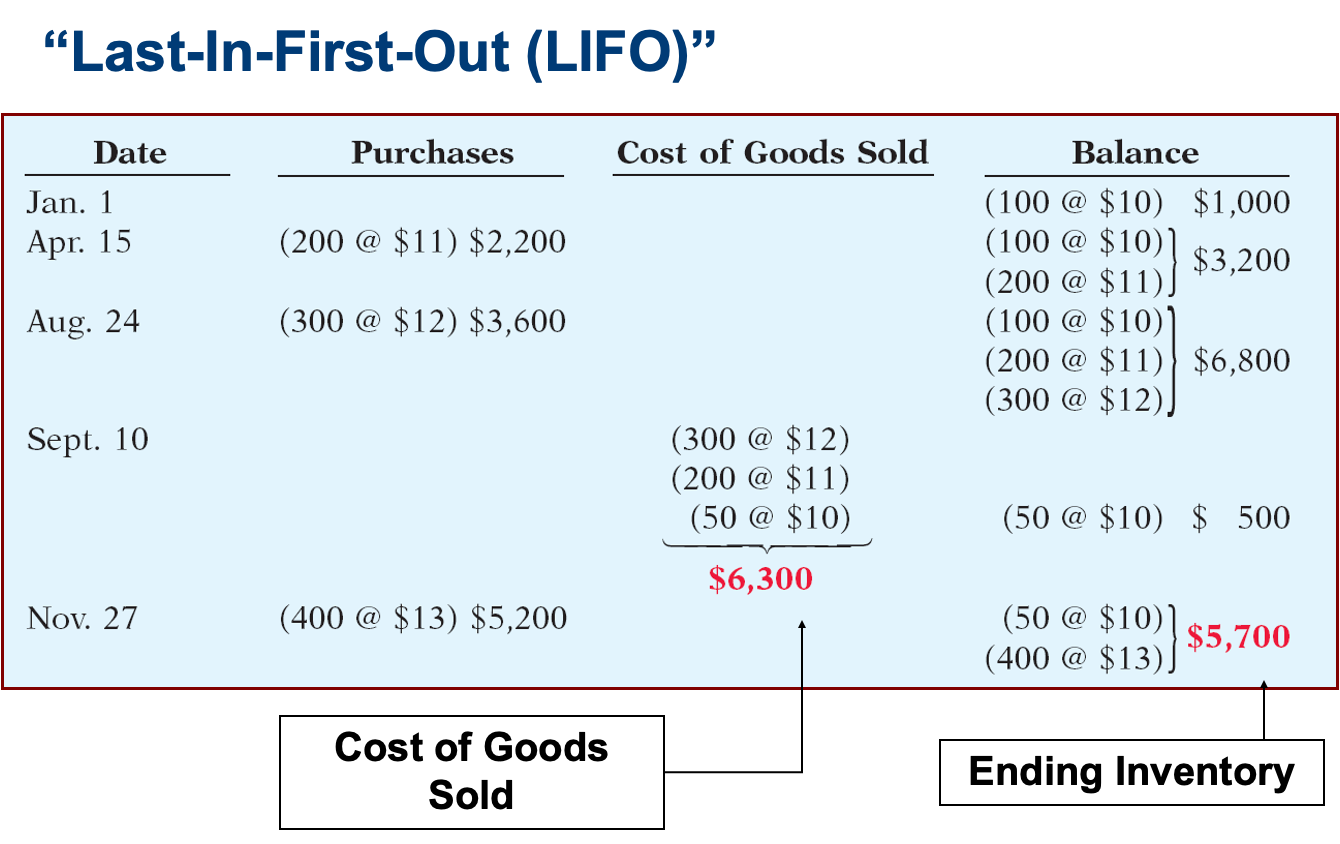 “Last-In-First-Out (LIFO)”
Date Purchases Cost of Goods Sold Balance
Jan. 1 (100 @ $10) $1,000
Apr. 15 (200 @ $11) $2,200 (100 @ $10)
$3,200
(200 @ $11)
Aug. 24 (300 @ $12) $3,600 (100 @ $10)
(200 @ $11) $6,800
(300 @ $12)
Sept. 10 (300 @ $12)
(200 @ $11)
(50 @ $10) (50 @ $10) $ 500
$6,300
Nov. 27 (400 @ $13) $5,200 (50 @ $10)
$5,700
(400 @ $13)
Cost of Goods
Sold
Ending Inventory